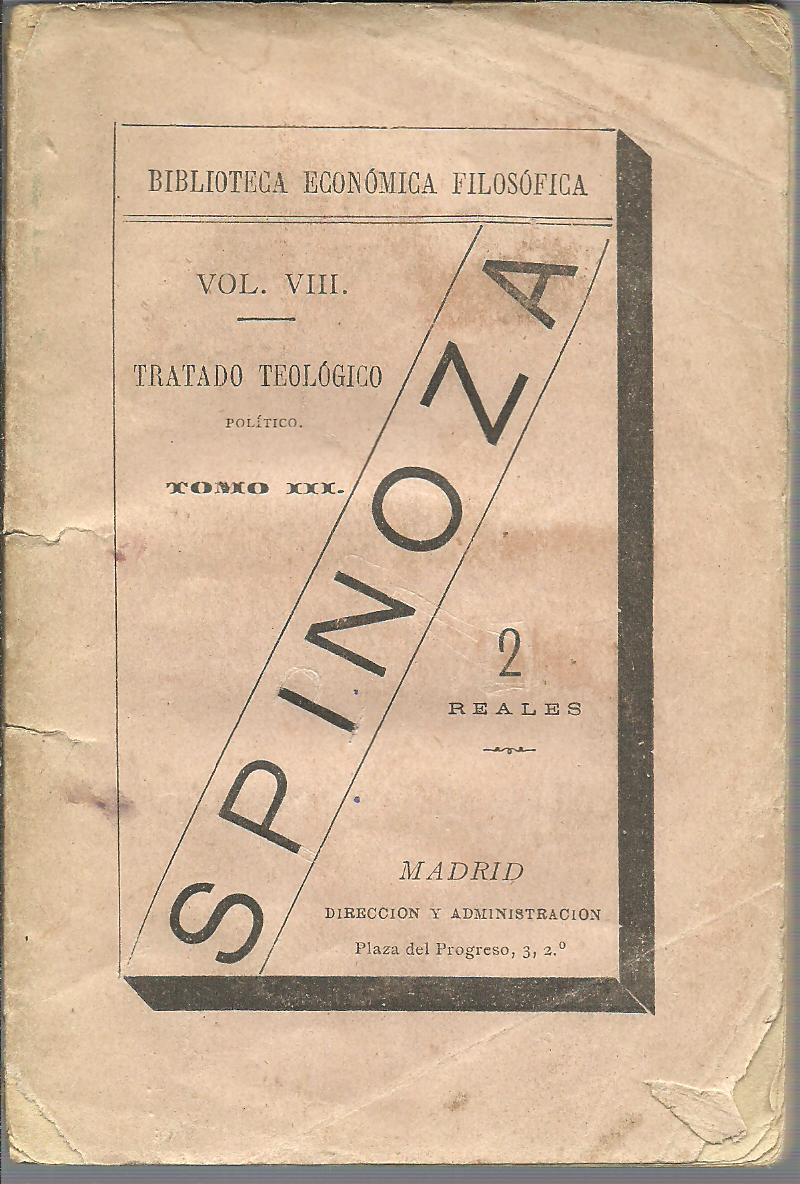 BIBLIOTECA ECONÓMICA FILOSÓFICA
VOL. VIII.
TRATADO TEOLÓGICO
POLÍTICO.
TOMO III.
SPINOZA
2
REALES
MADRID
DIRECCION Y ADMINISTRACION
Plaza del Progreso, 3, 2.º